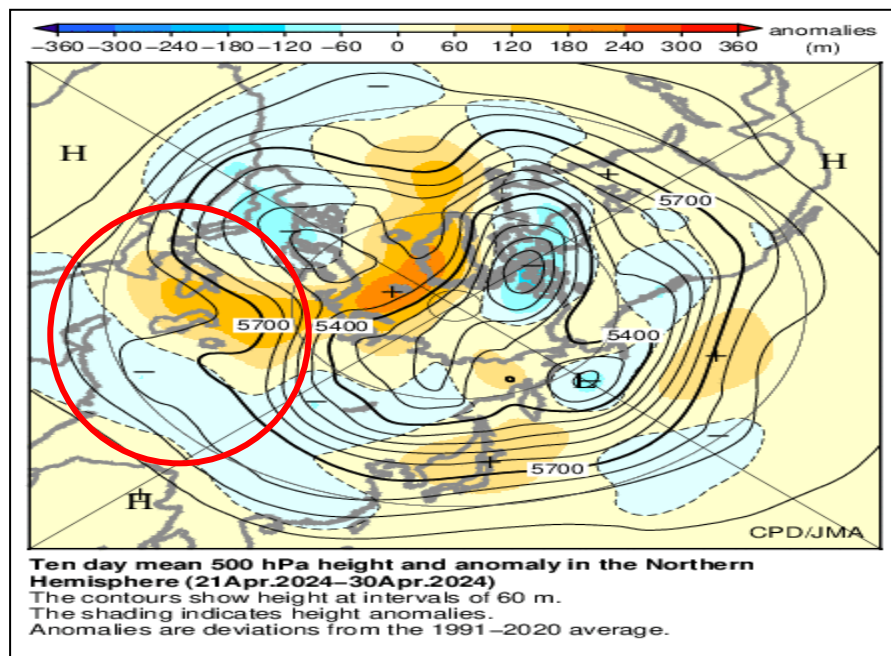 −360 −300 −240 −180 −120 −60 0 60 120 180 240 300 360 anomalies
(m)
H
H
5700
5700
5400
5400
L
5700
H
CPD/JMA
Ten day mean 500 hPa height and anomaly in the Northern
Hemisphere (21Apr.2024−30Apr.2024)
The contours show height at intervals of 60 m.
The shading indicates height anomalies.
Anomalies are deviations from the 1991−2020 average.